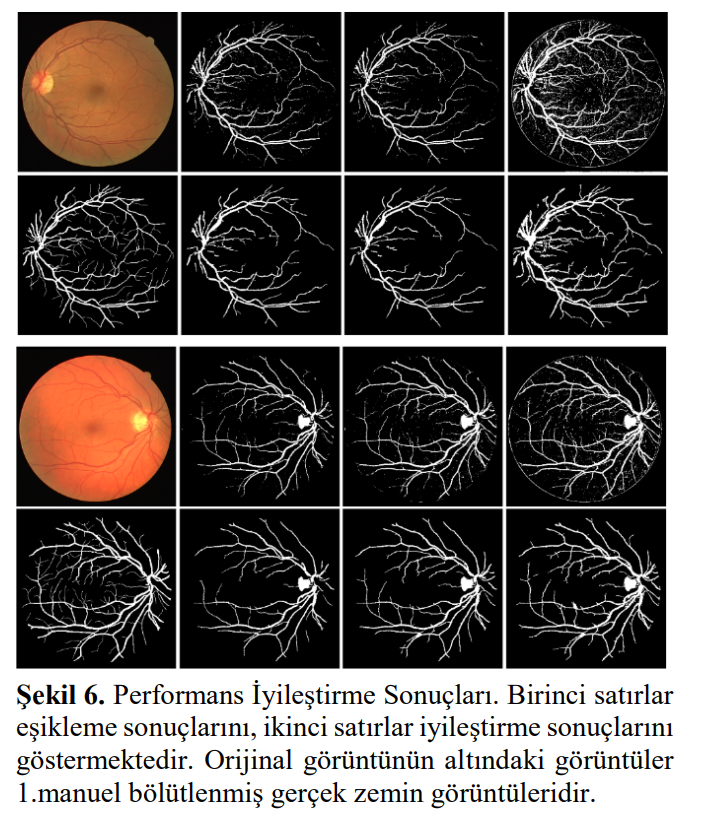 Şekil 6. Performans İyileştirme Sonuçları. Birinci satırlar
eşikleme sonuçlarını, ikinci satırlar iyileştirme sonuçlarını
göstermektedir. Orijinal görüntünün altındaki görüntüler
1.manuel bölütlenmiş gerçek zemin görüntüleridir.